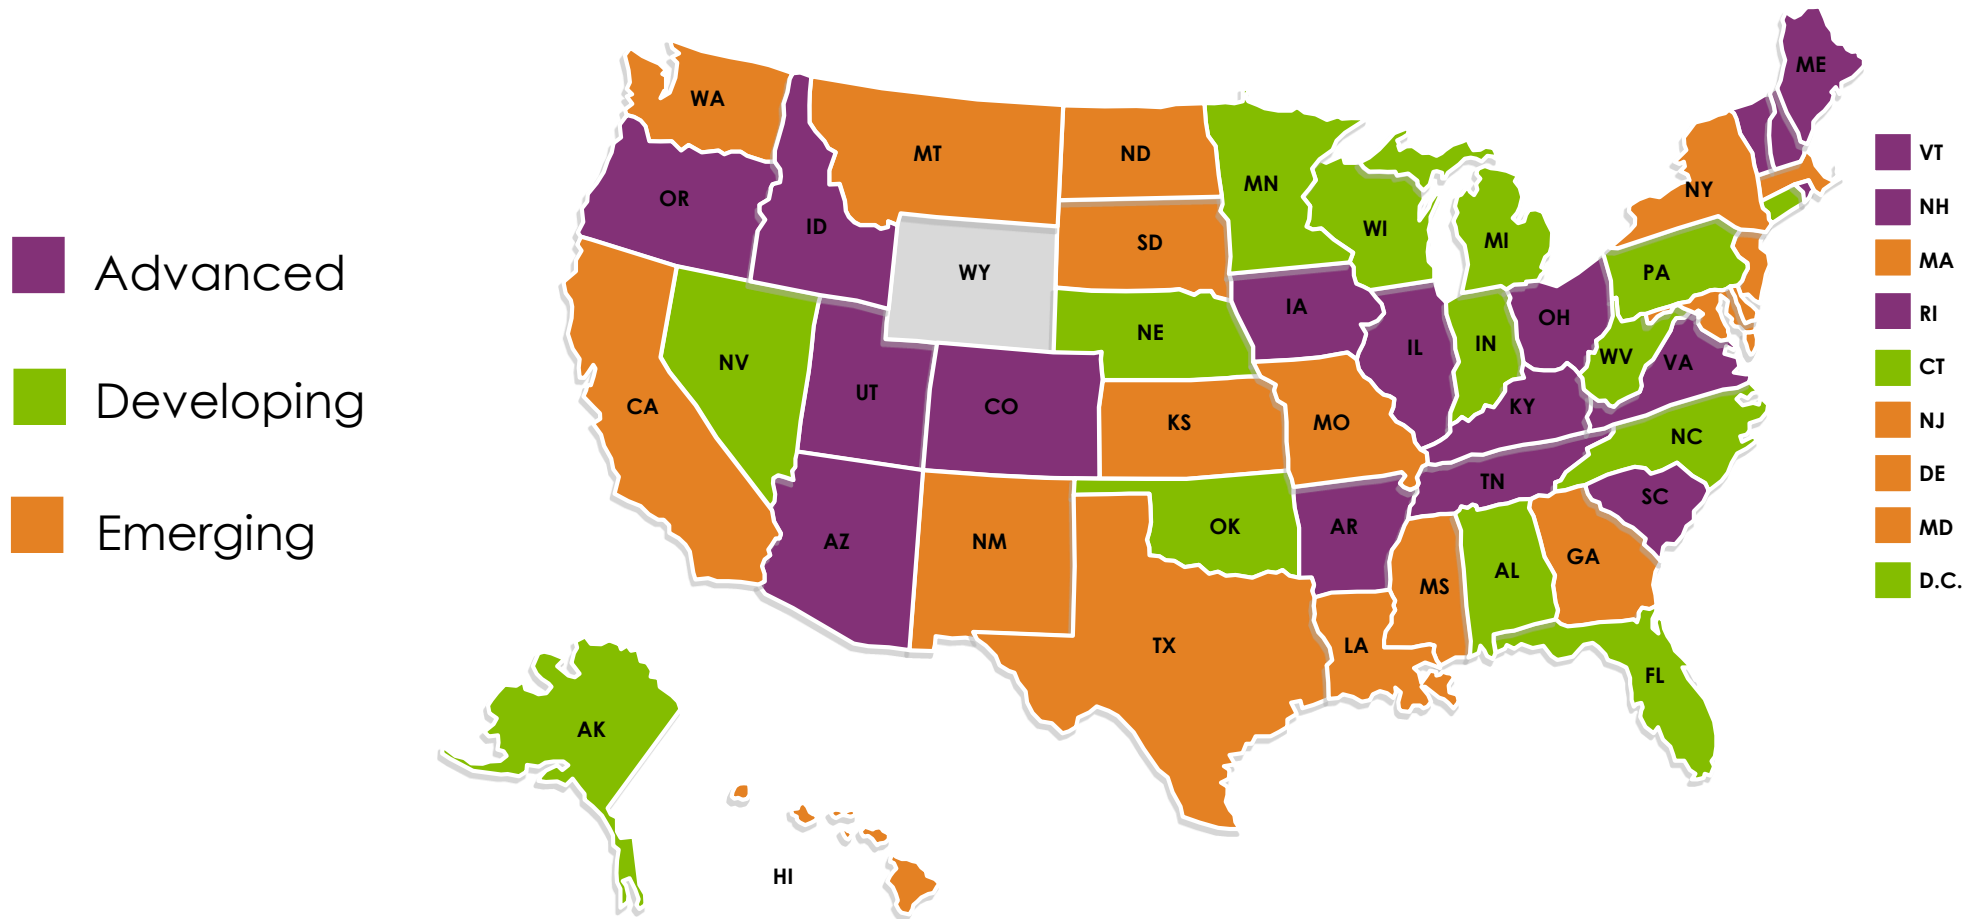 Advanced
Developing
Emerging
WA
OR
ID
MT
ND
MN
WI
MI
NY
ME
SD
WY
NE
IA
IL
IN
OH
PA
WV
VA
CA
NV
UT
CO
KS
MO
KY
NC
TN
SC
AZ
NM
OK
AR
MS
AL
GA
TX
LA
FL
AK
HI
VT
NH
MA
RI
CT
NJ
DE
MD
D.C.